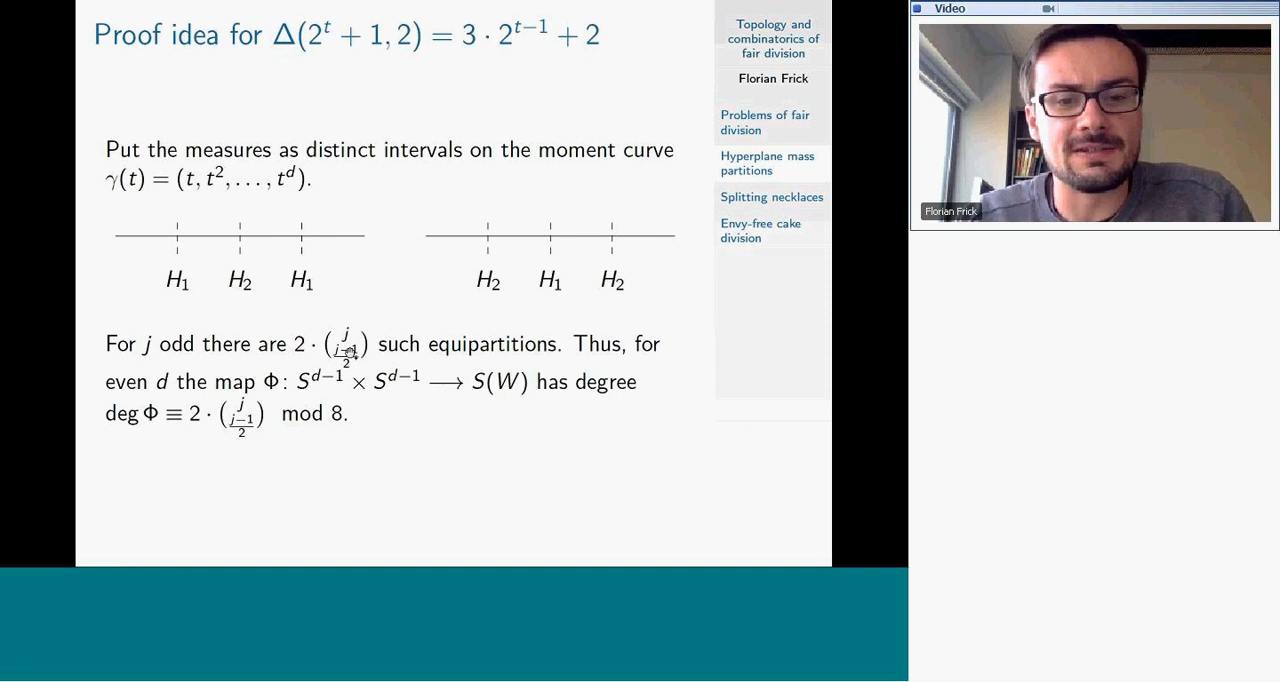 Proof idea for Δ(2^t + 1, 2) = 3 · 2^{t−1} + 2
Put the measures as distinct intervals on the moment curve
γ(t) = (t, t², . . . , t^d).
H₁ H₂ H₁ H₂ H₁ H₂
For j odd there are 2 · (j (j−1)/2) such equipartitions. Thus, for
even d the map Φ: S^{d−1} × S^{d−1} ⟶ S(W) has degree
deg Φ ≡ 2 · (j (j−1)/2) mod 8.
Topology and
combinatorics of
fair division
Florian Frick
Problems of fair
division
Hyperplane mass
partitions
Splitting necklaces
Envy-free cake
division
Video
Florian Frick